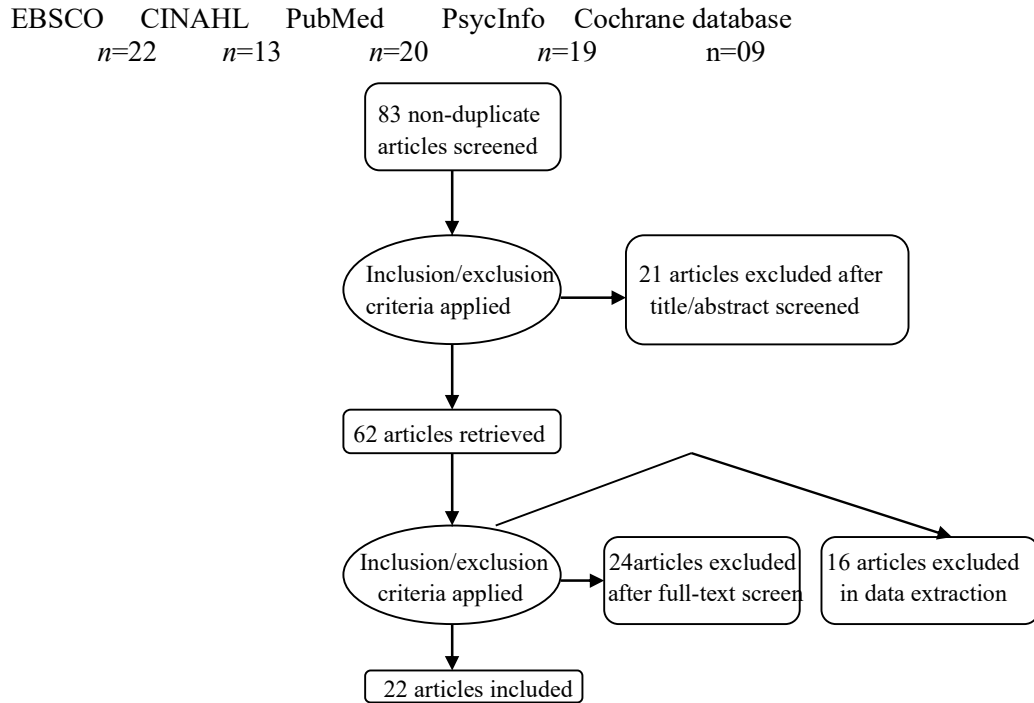 EBSCO CINAHL PubMed PsycInfo Cochrane database
n=22 n=13 n=20 n=19 n=09
83 non-duplicate
articles screened
Inclusion/exclusion
criteria applied
21 articles excluded after
title/abstract screened
62 articles retrieved
Inclusion/exclusion
criteria applied
24articles excluded
after full-text screen
16 articles excluded
in data extraction
22 articles included